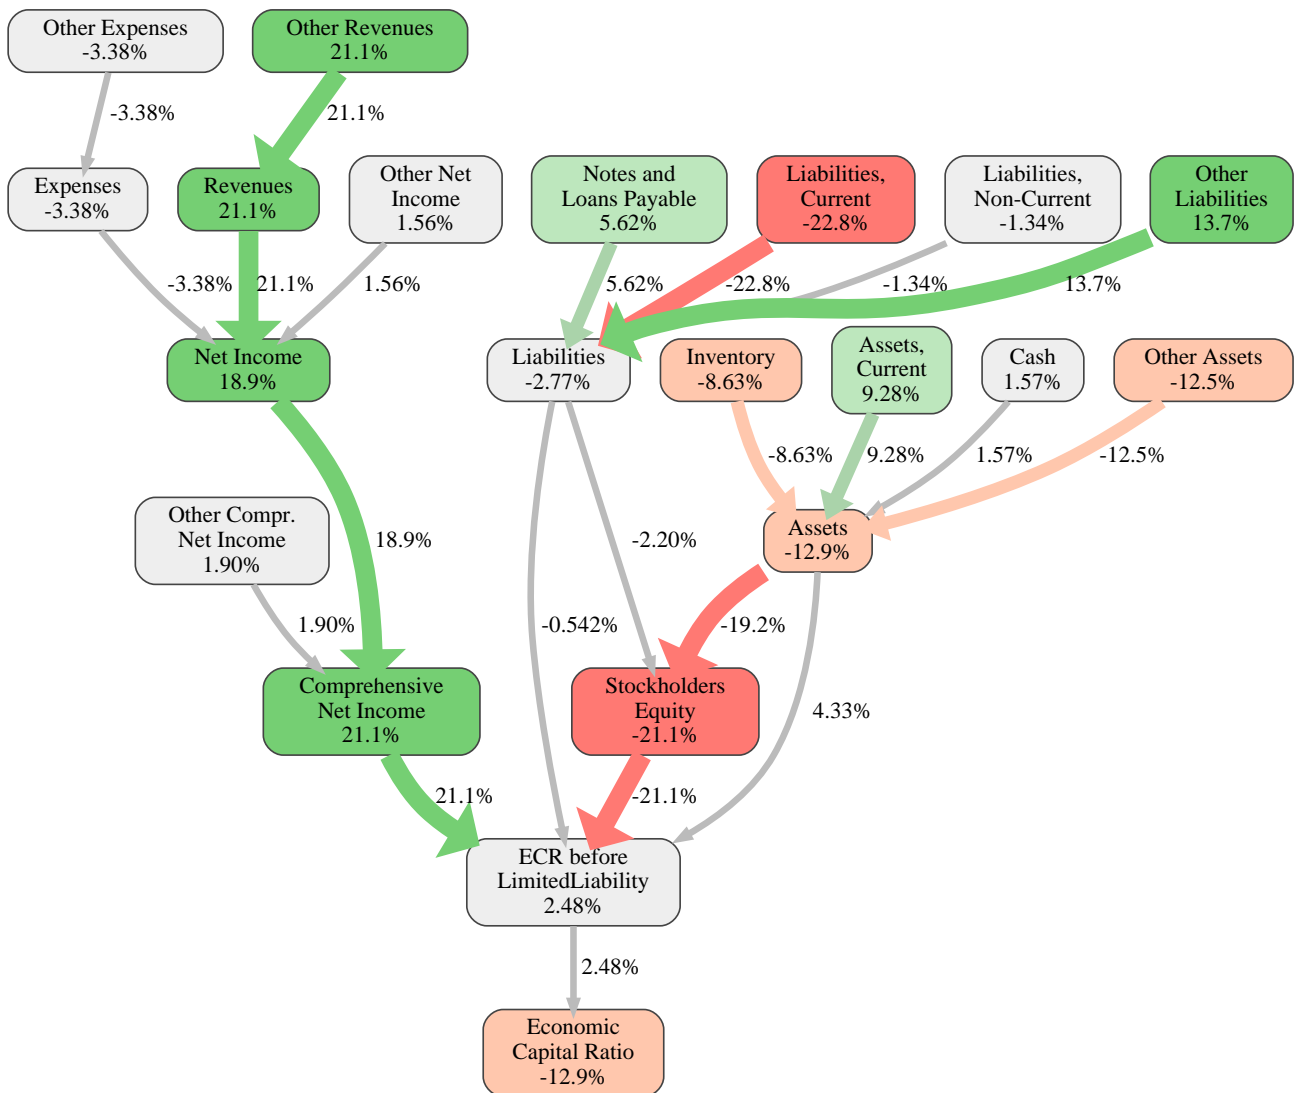 Other Expenses
-3.38%
Other Revenues
21.1%
-3.38%
21.1%
Expenses
-3.38%
Revenues
21.1%
Other Net
Income
1.56%
Notes and
Loans Payable
5.62%
Liabilities,
Current
-22.8%
Liabilities,
Non-Current
-1.34%
Other
Liabilities
13.7%
-3.38%
21.1%
1.56%
5.62%
-22.8%
-1.34%
13.7%
Net Income
18.9%
Liabilities
-2.77%
Inventory
-8.63%
Assets,
Current
9.28%
Cash
1.57%
Other Assets
-12.5%
-8.63%
9.28%
1.57%
-12.5%
Other Compr.
Net Income
1.90%
18.9%
-2.20%
Assets
-12.9%
1.90%
-0.542%
-19.2%
Comprehensive
Net Income
21.1%
Stockholders
Equity
-21.1%
4.33%
21.1%
-21.1%
ECR before
LimitedLiability
2.48%
2.48%
Economic
Capital Ratio
-12.9%